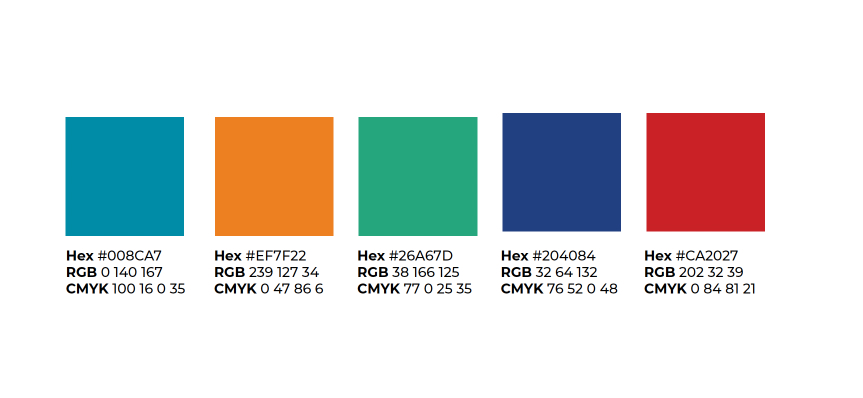 Hex #008CA7
RGB 0 140 167
CMYK 100 16 0 35
Hex #EF7F22
RGB 239 127 34
CMYK 0 47 86 6
Hex #26A67D
RGB 38 166 125
CMYK 77 0 25 35
Hex #204084
RGB 32 64 132
CMYK 76 52 0 48
Hex #CA2027
RGB 202 32 39
CMYK 0 84 81 21